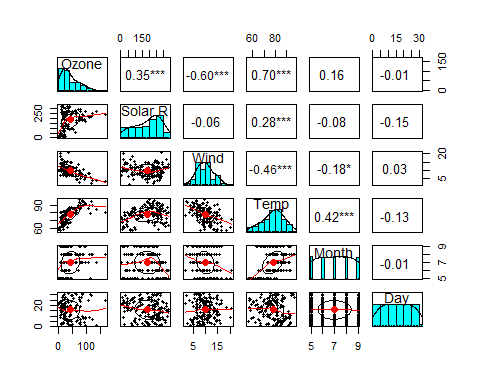 0 150 60 80 0 15 30
Ozone 0.35*** -0.60*** 0.70*** 0.16 -0.01 0 150
0 250 Solar.R -0.06 0.28*** -0.08 -0.15
Wind -0.46*** -0.18* 0.03 5 20
60 90 Temp 0.42*** -0.13
Month -0.01 5 7 9
0 20 Day
0 100 5 15 5 6 7 8 9